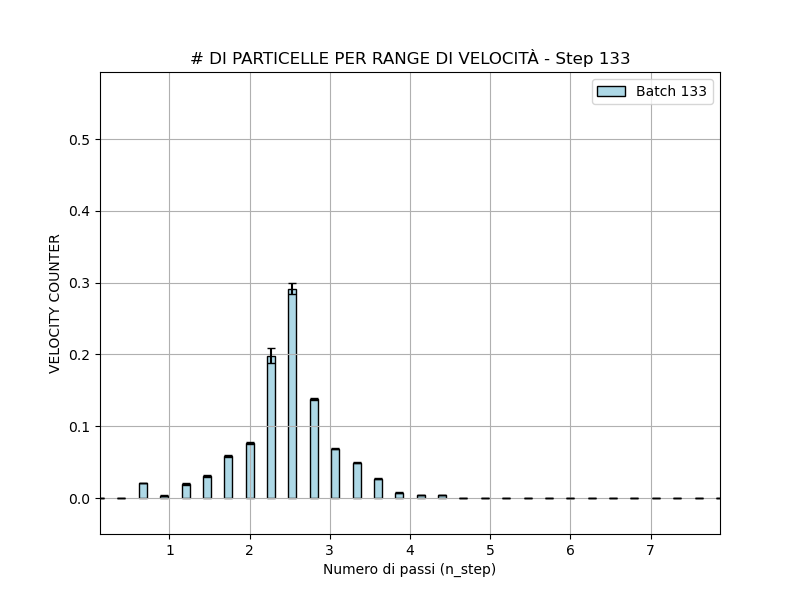 # DI PARTICELLE PER RANGE DI VELOCITÀ - Step 133
Batch 133
VELOCITY COUNTER
0.5
0.4
0.3
0.2
0.1
0.0
1 2 3 4 5 6 7
Numero di passi (n_step)